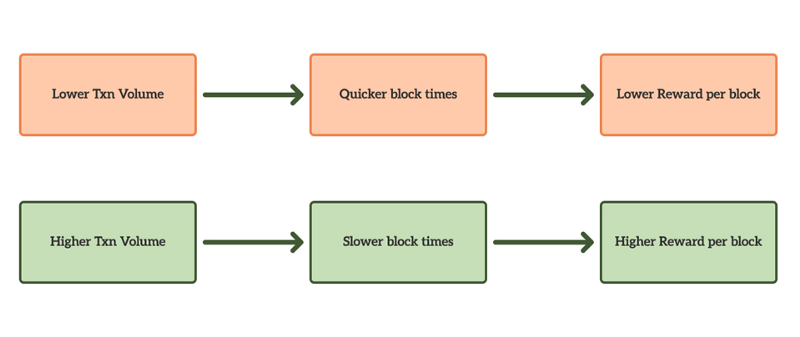 Lower Txn Volume
Quicker block times
Lower Reward per block
Higher Txn Volume
Slower block times
Higher Reward per block